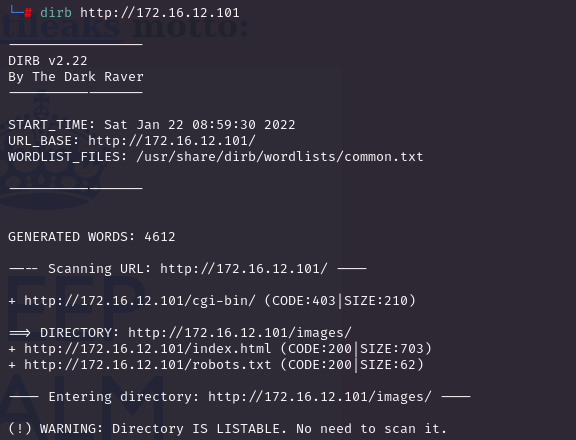 └─# dirb http://172.16.12.101
tileaks motto:
-----------------
DIRB v2.22
By The Dark Raver
-----------------
START_TIME: Sat Jan 22 08:59:30 2022
URL_BASE: http://172.16.12.101/
WORDLIST_FILES: /usr/share/dirb/wordlists/common.txt
-----------------
GENERATED WORDS: 4612
---- Scanning URL: http://172.16.12.101/ ----
+ http://172.16.12.101/cgi-bin/ (CODE:403|SIZE:210)
==> DIRECTORY: http://172.16.12.101/images/
+ http://172.16.12.101/index.html (CODE:200|SIZE:703)
+ http://172.16.12.101/robots.txt (CODE:200|SIZE:62)
---- Entering directory: http://172.16.12.101/images/ ----
(!) WARNING: Directory IS LISTABLE. No need to scan it.